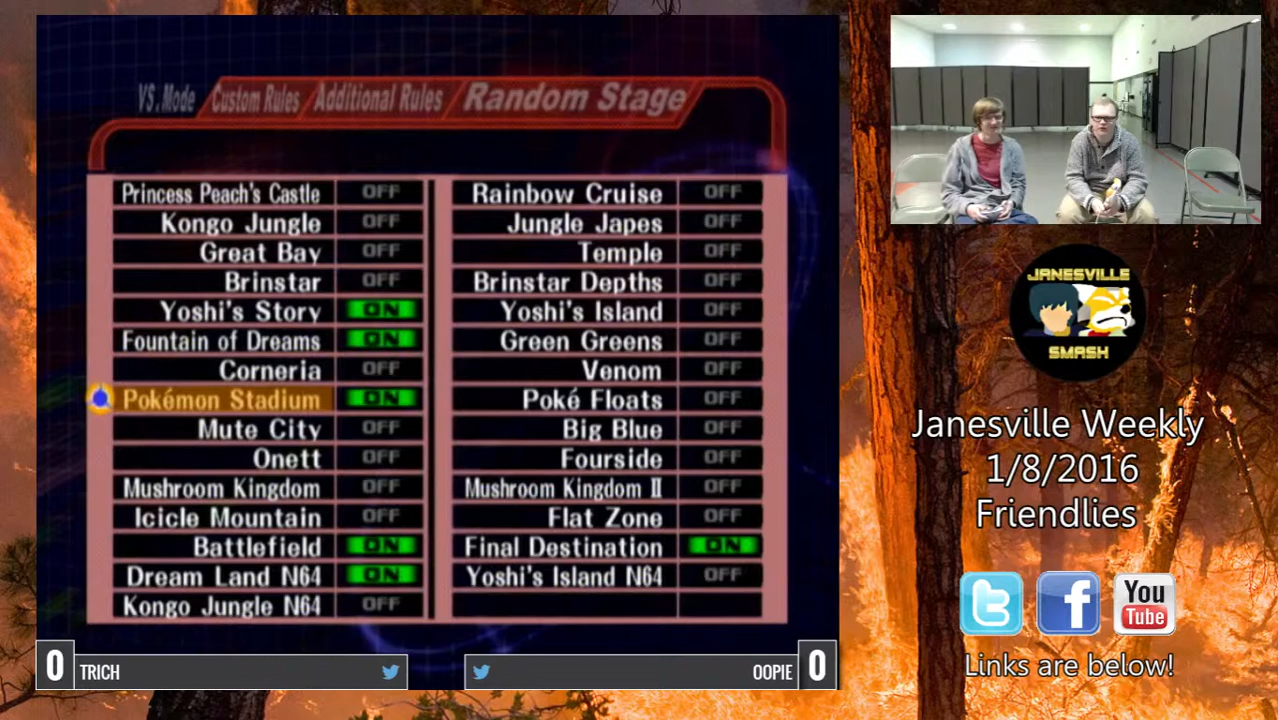 VS. Mode Custom Rules Additional Rules Random Stage
Princess Peach's Castle OFF Rainbow Cruise OFF
Kongo Jungle OFF Jungle Japes OFF
Great Bay OFF Temple OFF
Brinstar OFF Brinstar Depths OFF
Yoshi's Story ON Yoshi's Island OFF
Fountain of Dreams ON Green Greens OFF
Corneria OFF Venom OFF
Pokémon Stadium ON Poké Floats OFF
Mute City OFF Big Blue OFF
Onett OFF Fourside OFF
Mushroom Kingdom OFF Mushroom Kingdom II OFF
Icicle Mountain OFF Flat Zone OFF
Battlefield ON Final Destination ON
Dream Land N64 ON Yoshi's Island N64 OFF
Kongo Jungle N64 OFF
0 TRICH OOPIE 0
JANESVILLE
SMASH
Janesville Weekly
1/8/2016
Friendlies
You
Tube
Links are below!